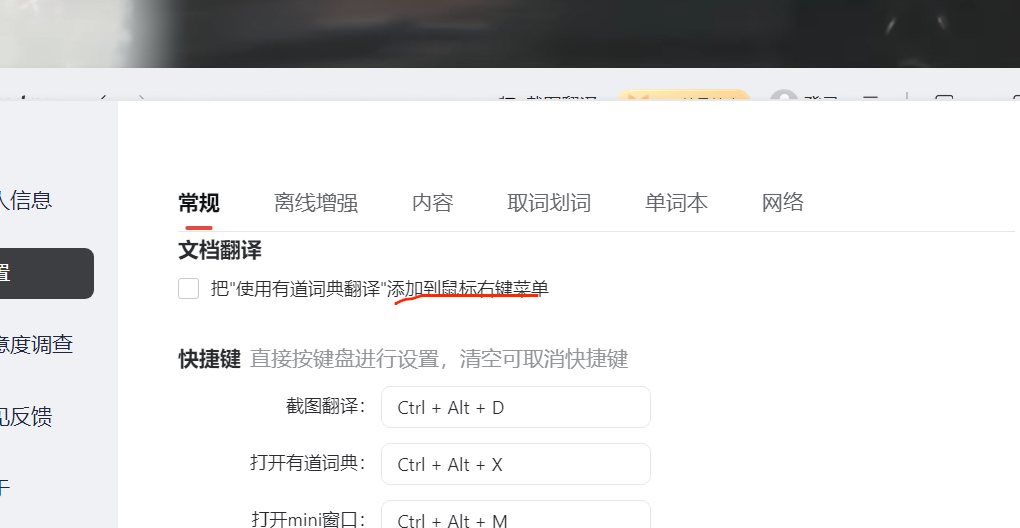 截图翻译
登录
人信息
置
意度调查
见反馈
于
常规 离线增强 内容 取词划词 单词本 网络
文档翻译
把"使用有道词典翻译"添加到鼠标右键菜单
快捷键 直接按键盘进行设置，清空可取消快捷键
截图翻译： Ctrl + Alt + D
打开有道词典： Ctrl + Alt + X
打开mini窗口： Ctrl + Alt + M